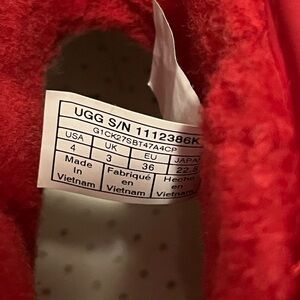 UGG S/N 1112386K
G1CK27SBT47A4CP
USA UK EU JAPAN
4 3 36 22.5
Made In Vietnam
Fabriqué en Vietnam
Hecho en Vietnam